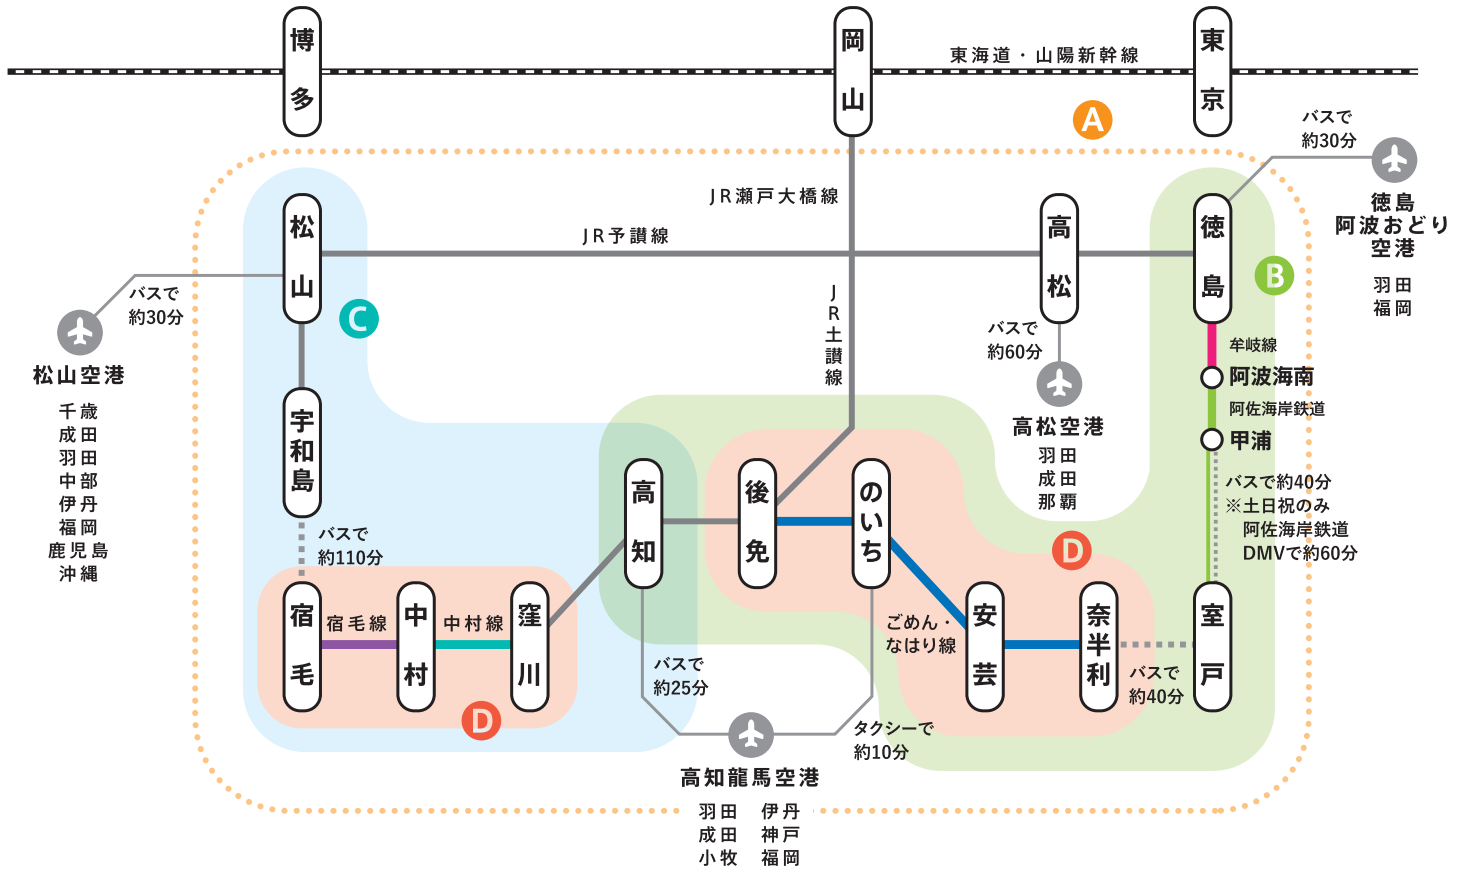 博多
岡山
東京
東海道・山陽新幹線
A
バスで
約30分
徳島
阿波おどり
空港
羽田
福岡
JR瀬戸大橋線
JR予讃線
JR土讃線
松山
高松
徳島
B
C
バスで
約30分
松山空港
千歳
成田
羽田
中部
伊丹
福岡
鹿児島
沖縄
バスで
約60分
高松空港
羽田
成田
那覇
牟岐線
阿波海南
阿佐海岸鉄道
甲浦
バスで約40分
※土日祝のみ
阿佐海岸鉄道
DMVで約60分
宇和島
バスで
約110分
高知
後免
のいち
D
宿毛
宿毛線
中村
中村線
窪川
D
ごめん・
なはり線
安芸
奈半利
バスで
約40分
室戸
バスで
約25分
タクシーで
約10分
高知龍馬空港
羽田 伊丹
成田 神戸
小牧 福岡